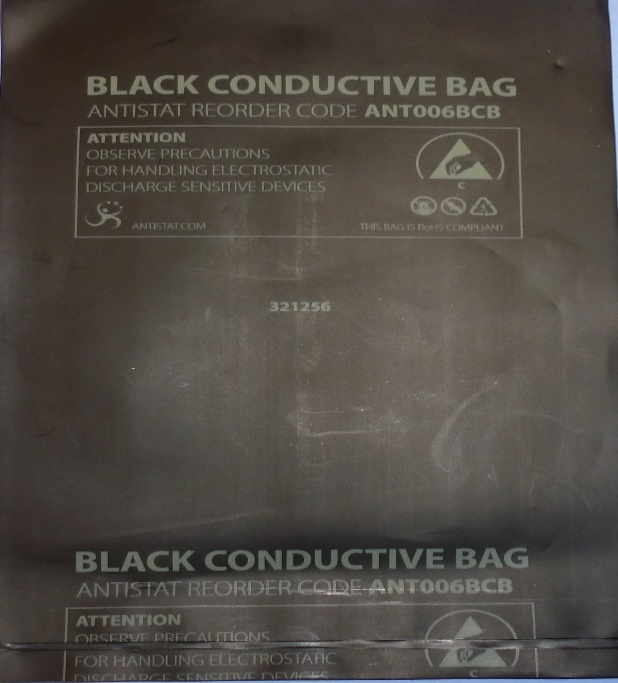 BLACK CONDUCTIVE BAG
ANTISTAT REORDER CODE ANT006BCB
ATTENTION
OBSERVE PRECAUTIONS
FOR HANDLING ELECTROSTATIC
DISCHARGE SENSITIVE DEVICES
C
ANTISTAT.COM
THIS BAG IS RoHS COMPLIANT
321256
BLACK CONDUCTIVE BAG
ANTISTAT REORDER CODE ANT006BCB
ATTENTION
OBSERVE PRECAUTIONS
FOR HANDLING ELECTROSTATIC
C
DISCHARGE SENSITIVE DEVICES